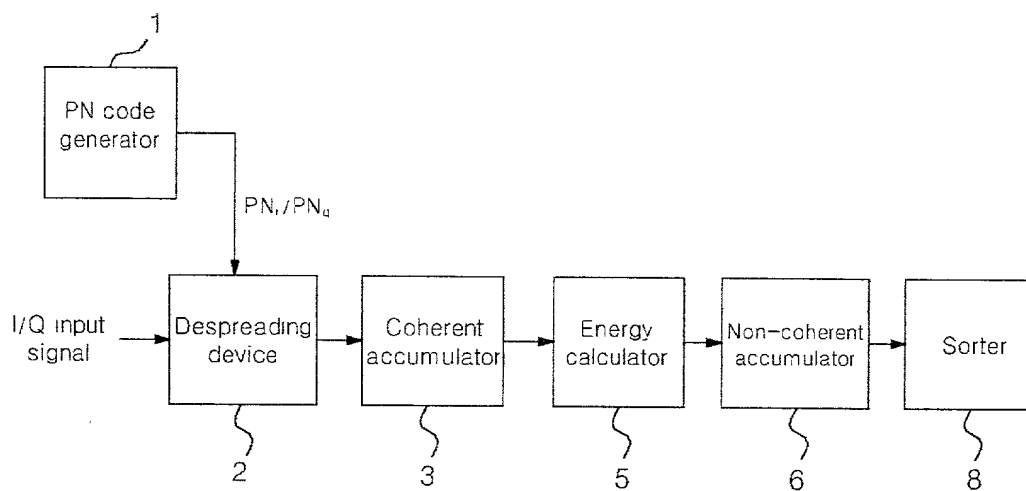 1
PN code
generator
PNᵢ/PN_q
I/Q input
signal
Despreading
device
Coherent
accumulator
Energy
calculator
Non-coherent
accumulator
Sorter
2
3
5
6
8